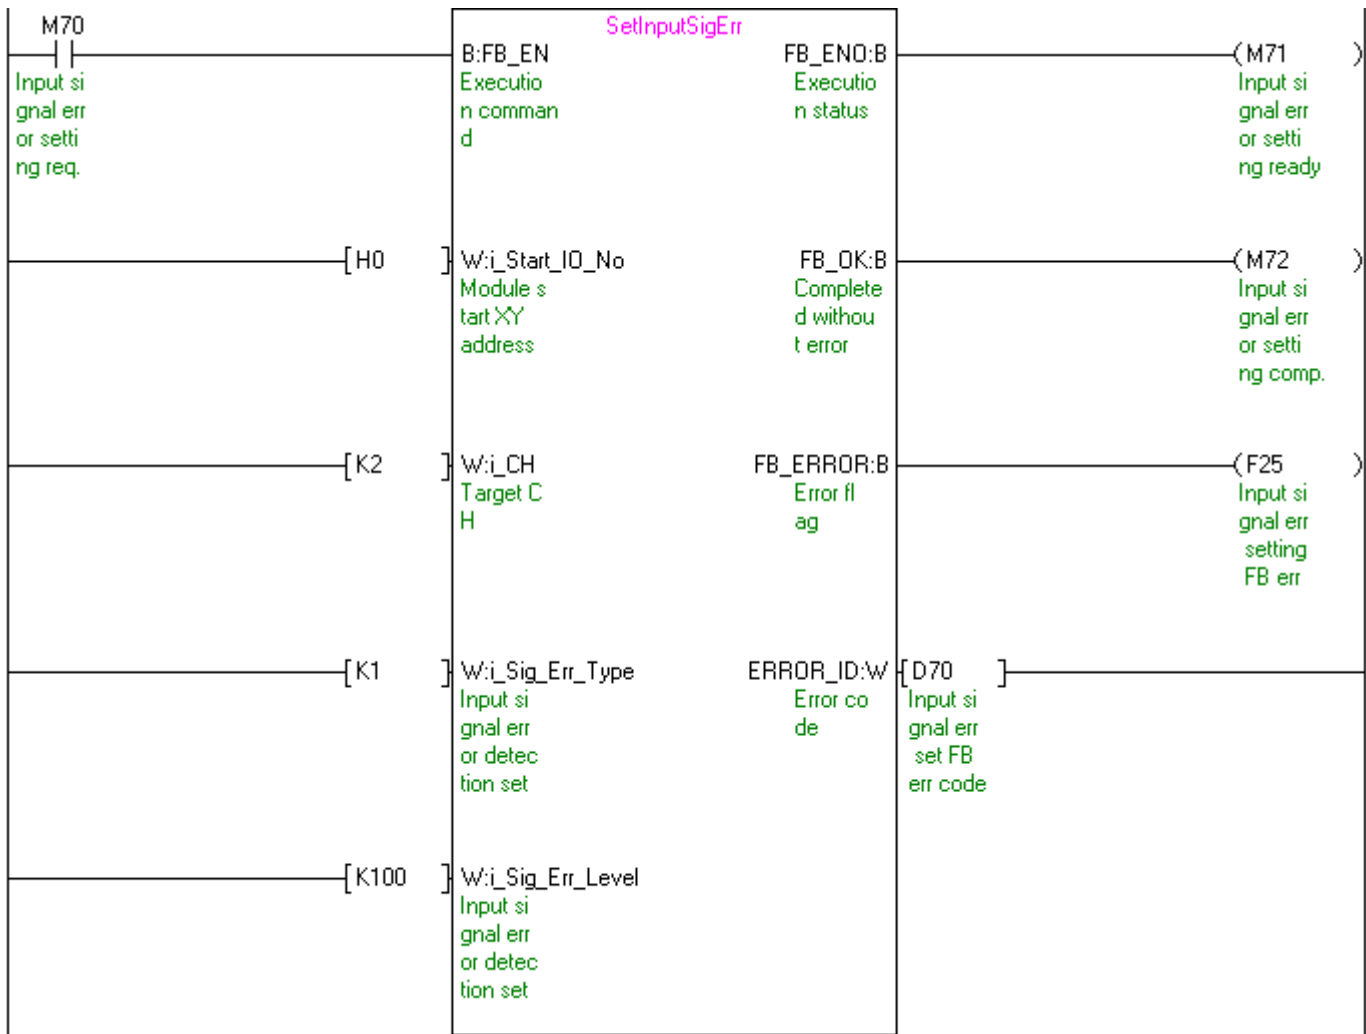 M70
SetInputSigErr
B:FB_EN
FB_ENO:B
(M71 )
Input si
gnal err
or setti
ng req.
Executio
n comman
d
Executio
n status
Input si
gnal err
or setti
ng ready
[H0 ]
W:i_Start_IO_No
FB_OK:B
(M72 )
Module s
tart XY
address
Complete
d withou
t error
Input si
gnal err
or setti
ng comp.
[K2 ]
W:i_CH
FB_ERROR:B
(F25 )
Target C
H
Error fl
ag
Input si
gnal err
setting
FB err
[K1 ]
W:i_Sig_Err_Type
ERROR_ID:W
[D70 ]
Input si
gnal err
or detec
tion set
Error co
de
Input si
gnal err
set FB
err code
[K100 ]
W:i_Sig_Err_Level
Input si
gnal err
or detec
tion set